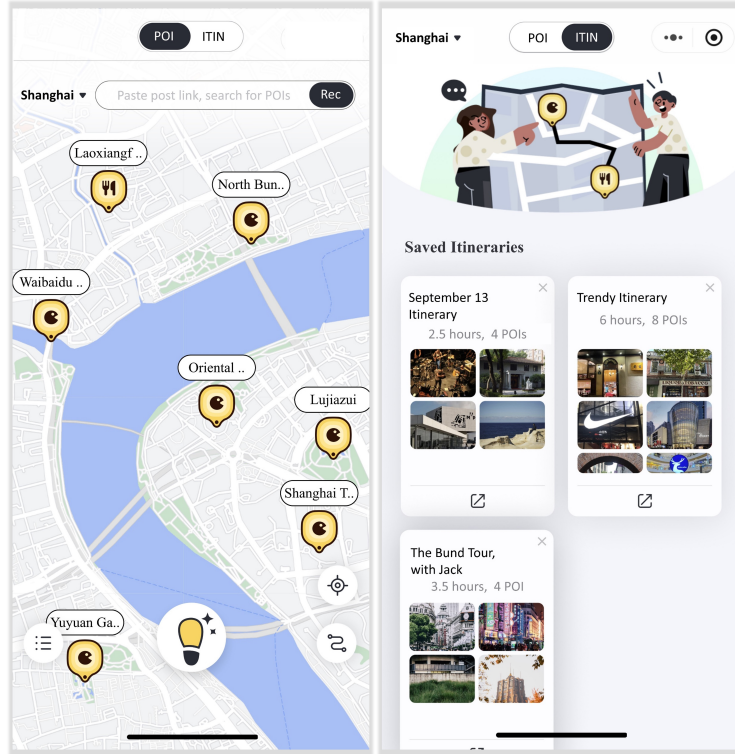 POI ITIN
Shanghai
Paste post link, search for POIs
Rec
Laoxiangf ..
North Bun..
Waibaidu ..
Oriental ..
Lujiazui
Shanghai T..
Yuyuan Ga..
Shanghai
POI ITIN
Saved Itineraries
September 13
Itinerary
2.5 hours, 4 POIs
Trendy Itinerary
6 hours, 8 POIs
The Bund Tour,
with Jack
3.5 hours, 4 POI